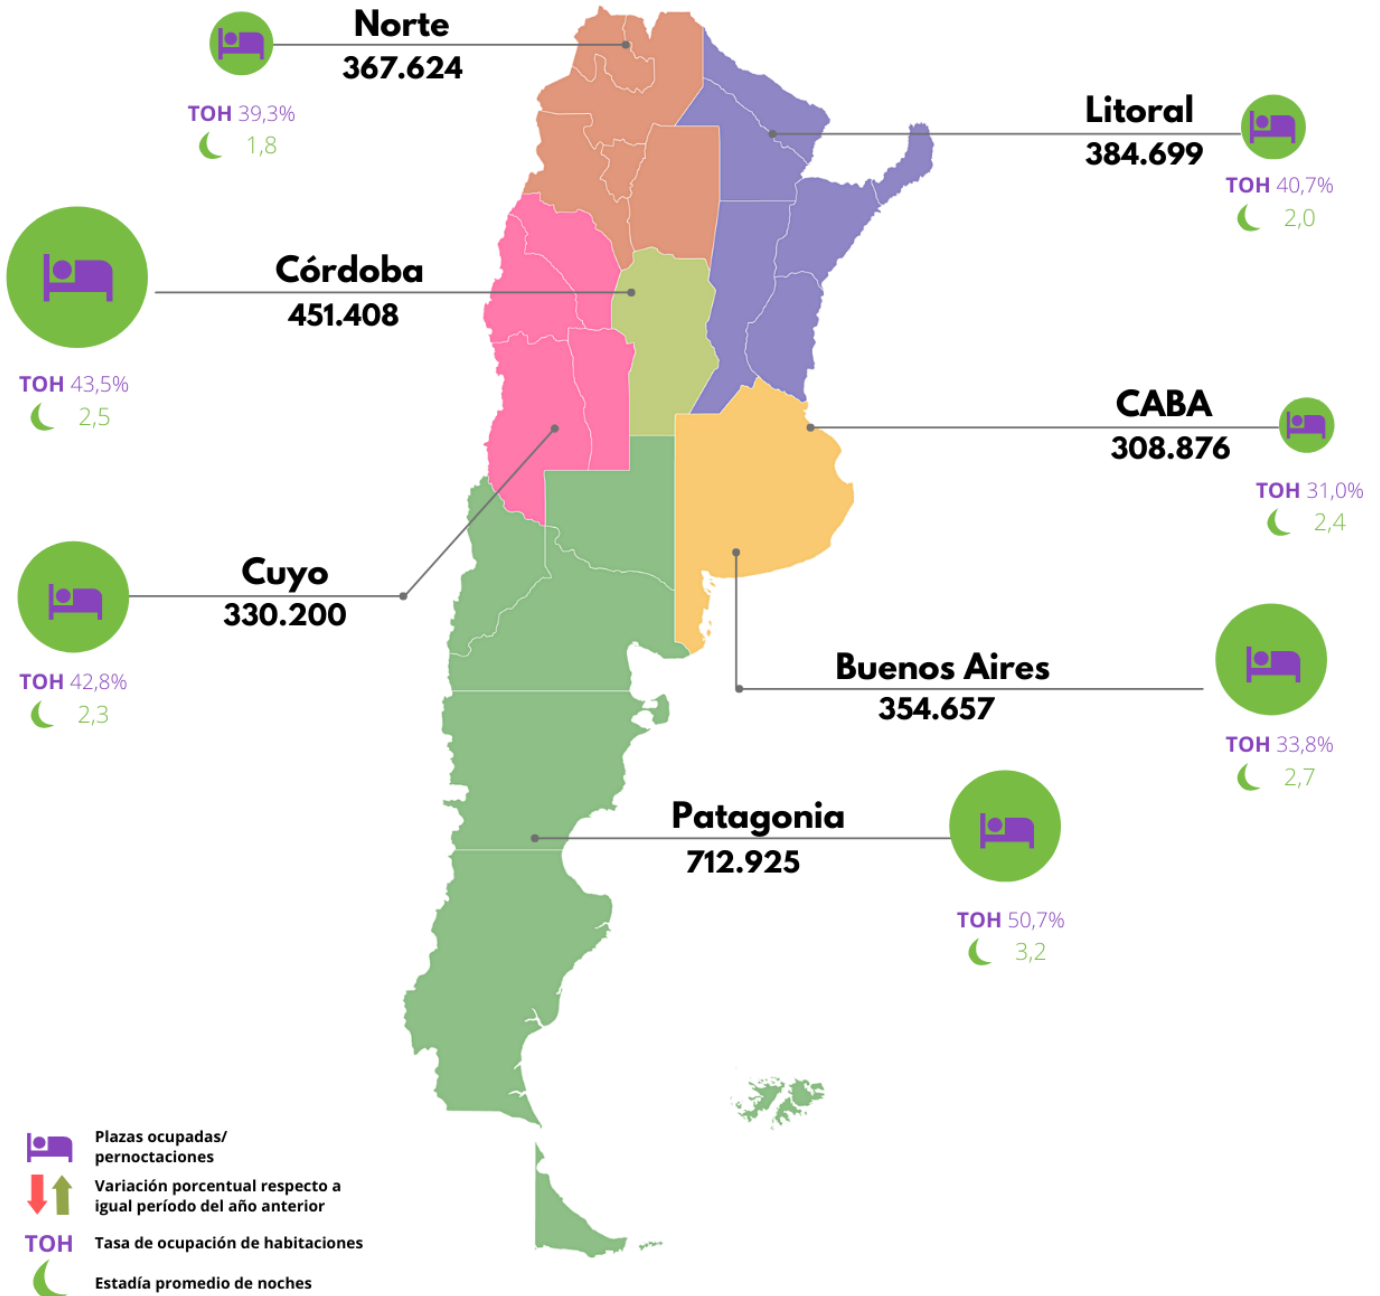 Norte
367.624
TOH 39,3%
1,8
Litoral
384.699
TOH 40,7%
2,0
Córdoba
451.408
TOH 43,5%
2,5
CABA
308.876
TOH 31,0%
2,4
Cuyo
330.200
TOH 42,8%
2,3
Buenos Aires
354.657
TOH 33,8%
2,7
Patagonia
712.925
TOH 50,7%
3,2
Plazas ocupadas/
pernoctaciones
Variación porcentual respecto a
igual período del año anterior
TOH Tasa de ocupación de habitaciones
Estadía promedio de noches